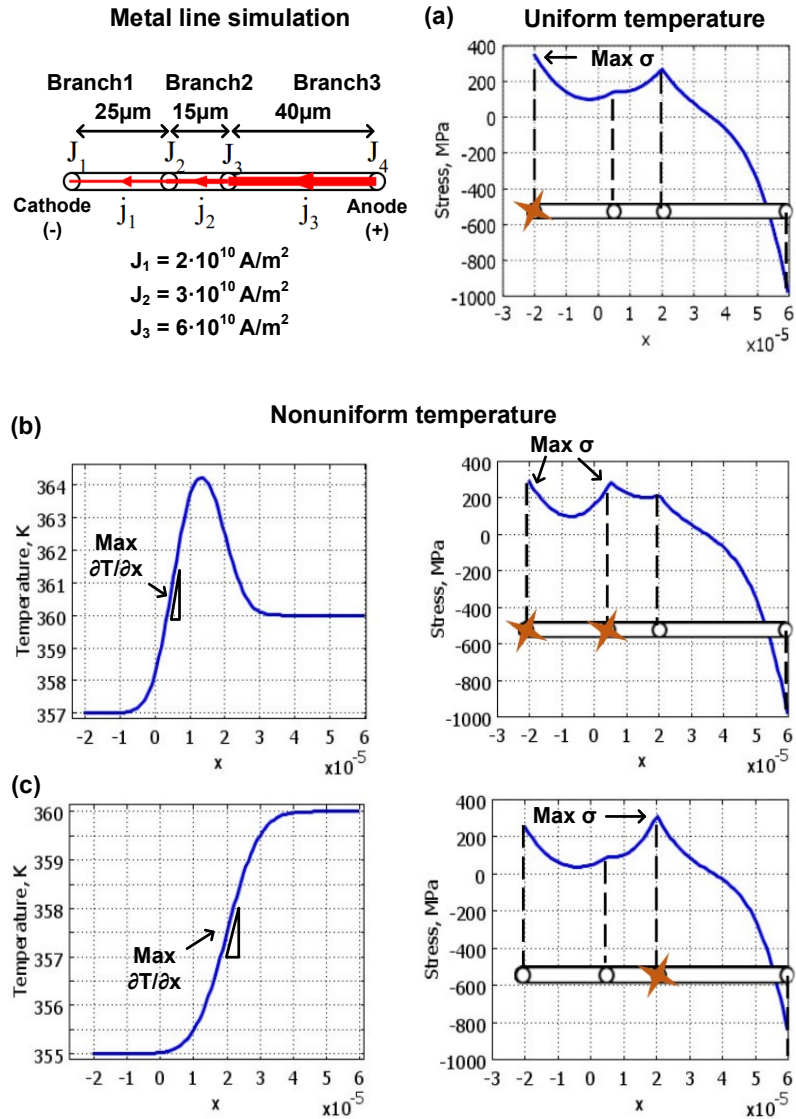 Metal line simulation
Branch1 Branch2 Branch3
25µm 15µm 40µm
J1 J2 J3 J4
Cathode Anode
(-) j1 j2 j3 (+)
J1 = 2·10^10 A/m^2
J2 = 3·10^10 A/m^2
J3 = 6·10^10 A/m^2
(a) Uniform temperature
Max σ
Stress, MPa
400
200
0
-200
-400
-600
-800
-1000
-3 -2 -1 0 1 2 3 4 5 6
x x10^-5
Nonuniform temperature
(b)
Max
∂T/∂x
Temperature, K
364
363
362
361
360
359
358
357
-2 -1 0 1 2 3 4 5 6
x x10^-5
Max σ
Stress, MPa
400
200
0
-200
-400
-600
-800
-1000
-3 -2 -1 0 1 2 3 4 5 6
x x10^-5
(c)
Max
∂T/∂x
Temperature, K
360
359
358
357
356
355
-3 -2 -1 0 1 2 3 4 5 6
x x10^-5
Max σ
Stress, MPa
400
200
0
-200
-400
-600
-800
-1000
-3 -2 -1 0 1 2 3 4 5 6
x x10^-5